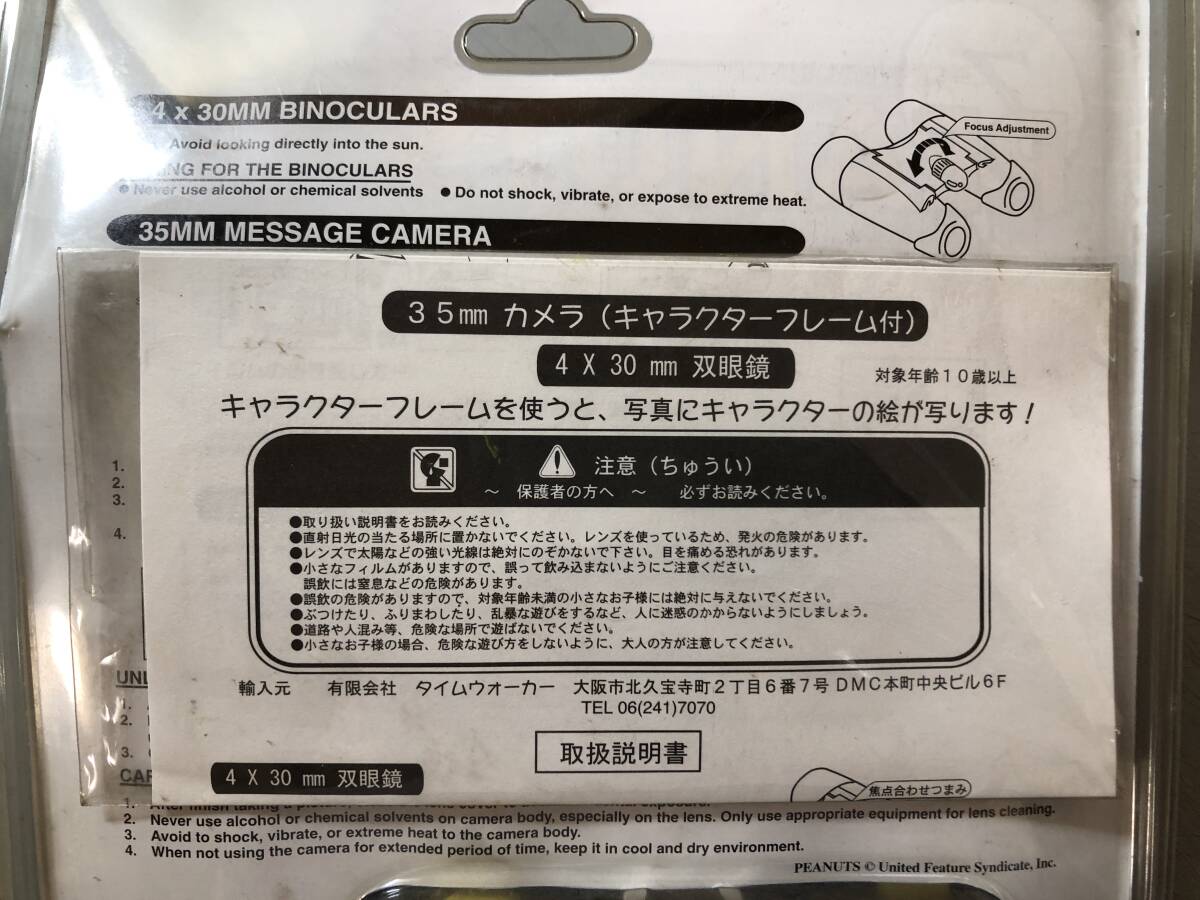 4 x 30MM BINOCULARS
Avoid looking directly into the sun.
Focus Adjustment
FOR THE BINOCULARS
● Never use alcohol or chemical solvents ● Do not shock, vibrate, or expose to extreme heat.
35MM MESSAGE CAMERA
35mm カメラ（キャラクターフレーム付）
4 X 30 mm 双眼鏡
対象年齢10歳以上
キャラクターフレームを使うと、写真にキャラクターの絵が写ります！
注意（ちゅうい）
～ 保護者の方へ ～ 必ずお読みください。
●取り扱い説明書をお読みください。
●直射日光の当たる場所に置かないでください。レンズを使っているため、発火の危険があります。
●レンズで太陽などの強い光線は絶対にのぞかないで下さい。目を痛める恐れがあります。
●小さなフィルムがありますので、誤って飲み込まないようにご注意ください。
誤飲には窒息などの危険があります。
●誤飲の危険がありますので、対象年齢未満の小さなお子様には絶対に与えないでください。
●ぶつけたり、ふりまわしたり、乱暴な遊びをするなど、人に迷惑のかからないようにしましょう。
●道路や人混み等、危険な場所で遊ばないでください。
●小さなお子様の場合、危険な遊び方をしないように、大人の方が注意してください。
輸入元 有限会社 タイムウォーカー 大阪市北久宝寺町2丁目6番7号 DMC本町中央ビル6F
TEL 06(241)7070
取扱説明書
4 X 30 mm 双眼鏡
焦点合わせつまみ
1.
2.
3.
4.
1.
2.
3.
1. After finish taking a picture,
2. Never use alcohol or chemical solvents on camera body, especially on the lens. Only use appropriate equipment for lens cleaning.
3. Avoid to shock, vibrate, or extreme heat to the camera body.
4. When not using the camera for extended period of time, keep it in cool and dry environment.
PEANUTS © United Feature Syndicate, Inc.